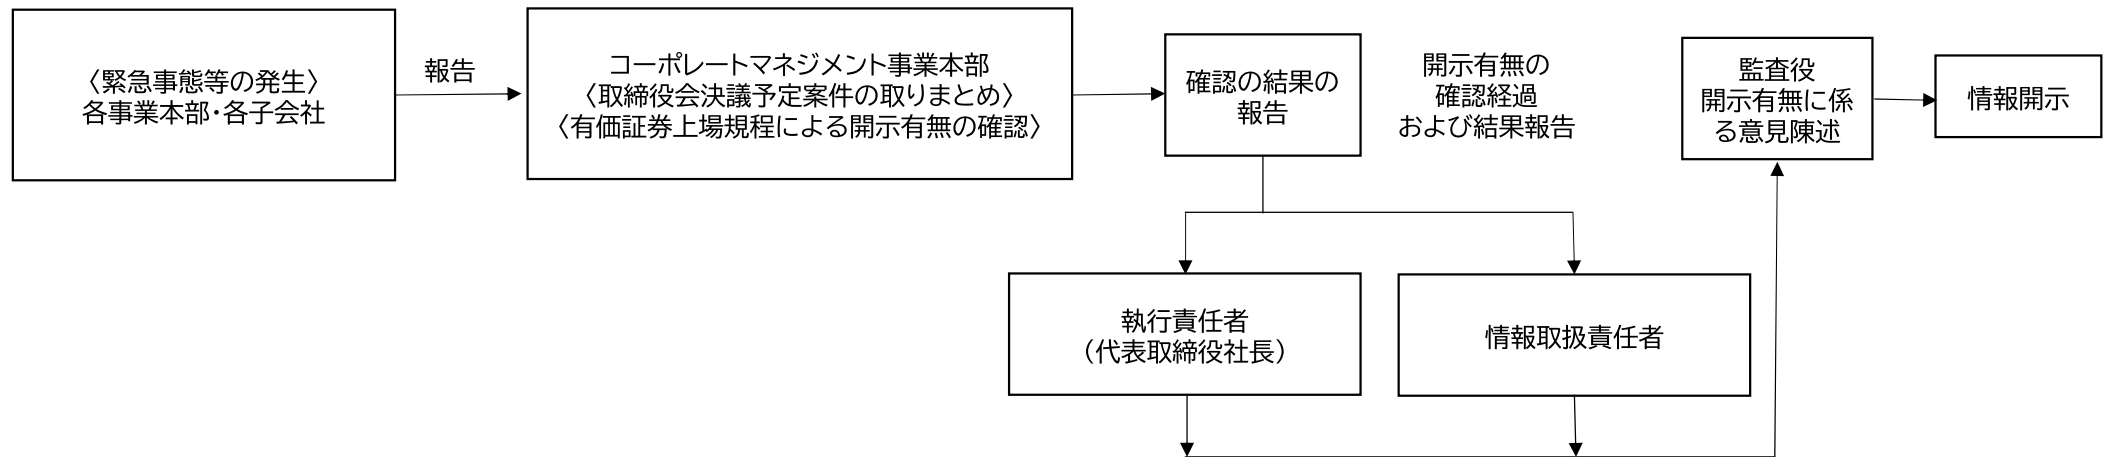 〈緊急事態等の発生〉
各事業本部・各子会社
報告
コーポレートマネジメント事業本部
〈取締役会決議予定案件の取りまとめ〉
〈有価証券上場規程による開示有無の確認〉
確認の結果の
報告
開示有無の
確認経過
および結果報告
監査役
開示有無に係
る意見陳述
情報開示
執行責任者
（代表取締役社長）
情報取扱責任者